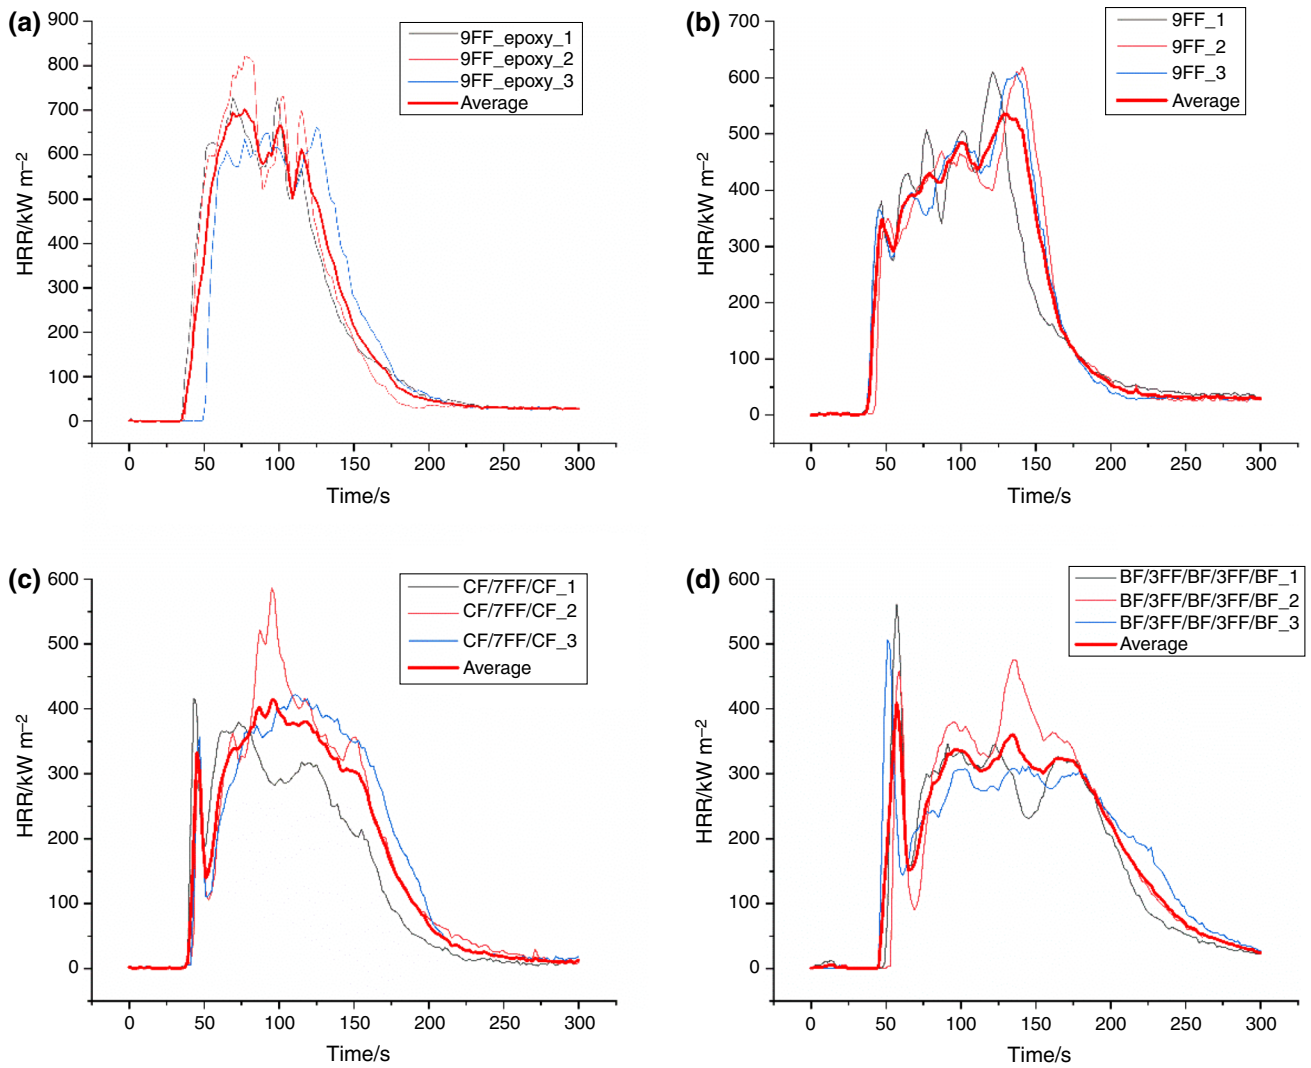 (a)
900
800
700
600
500
400
300
200
100
0
HRR/kW m–2
9FF_epoxy_1
9FF_epoxy_2
9FF_epoxy_3
Average
0 50 100 150 200 250 300
Time/s
(b)
700
600
500
400
300
200
100
0
HRR/kW m–2
9FF_1
9FF_2
9FF_3
Average
0 50 100 150 200 250 300
Time/s
(c)
600
500
400
300
200
100
0
HRR/kW m–2
CF/7FF/CF_1
CF/7FF/CF_2
CF/7FF/CF_3
Average
0 50 100 150 200 250 300
Time/s
(d)
600
500
400
300
200
100
0
HRR/kW m–2
BF/3FF/BF/3FF/BF_1
BF/3FF/BF/3FF/BF_2
BF/3FF/BF/3FF/BF_3
Average
0 50 100 150 200 250 300
Time/s